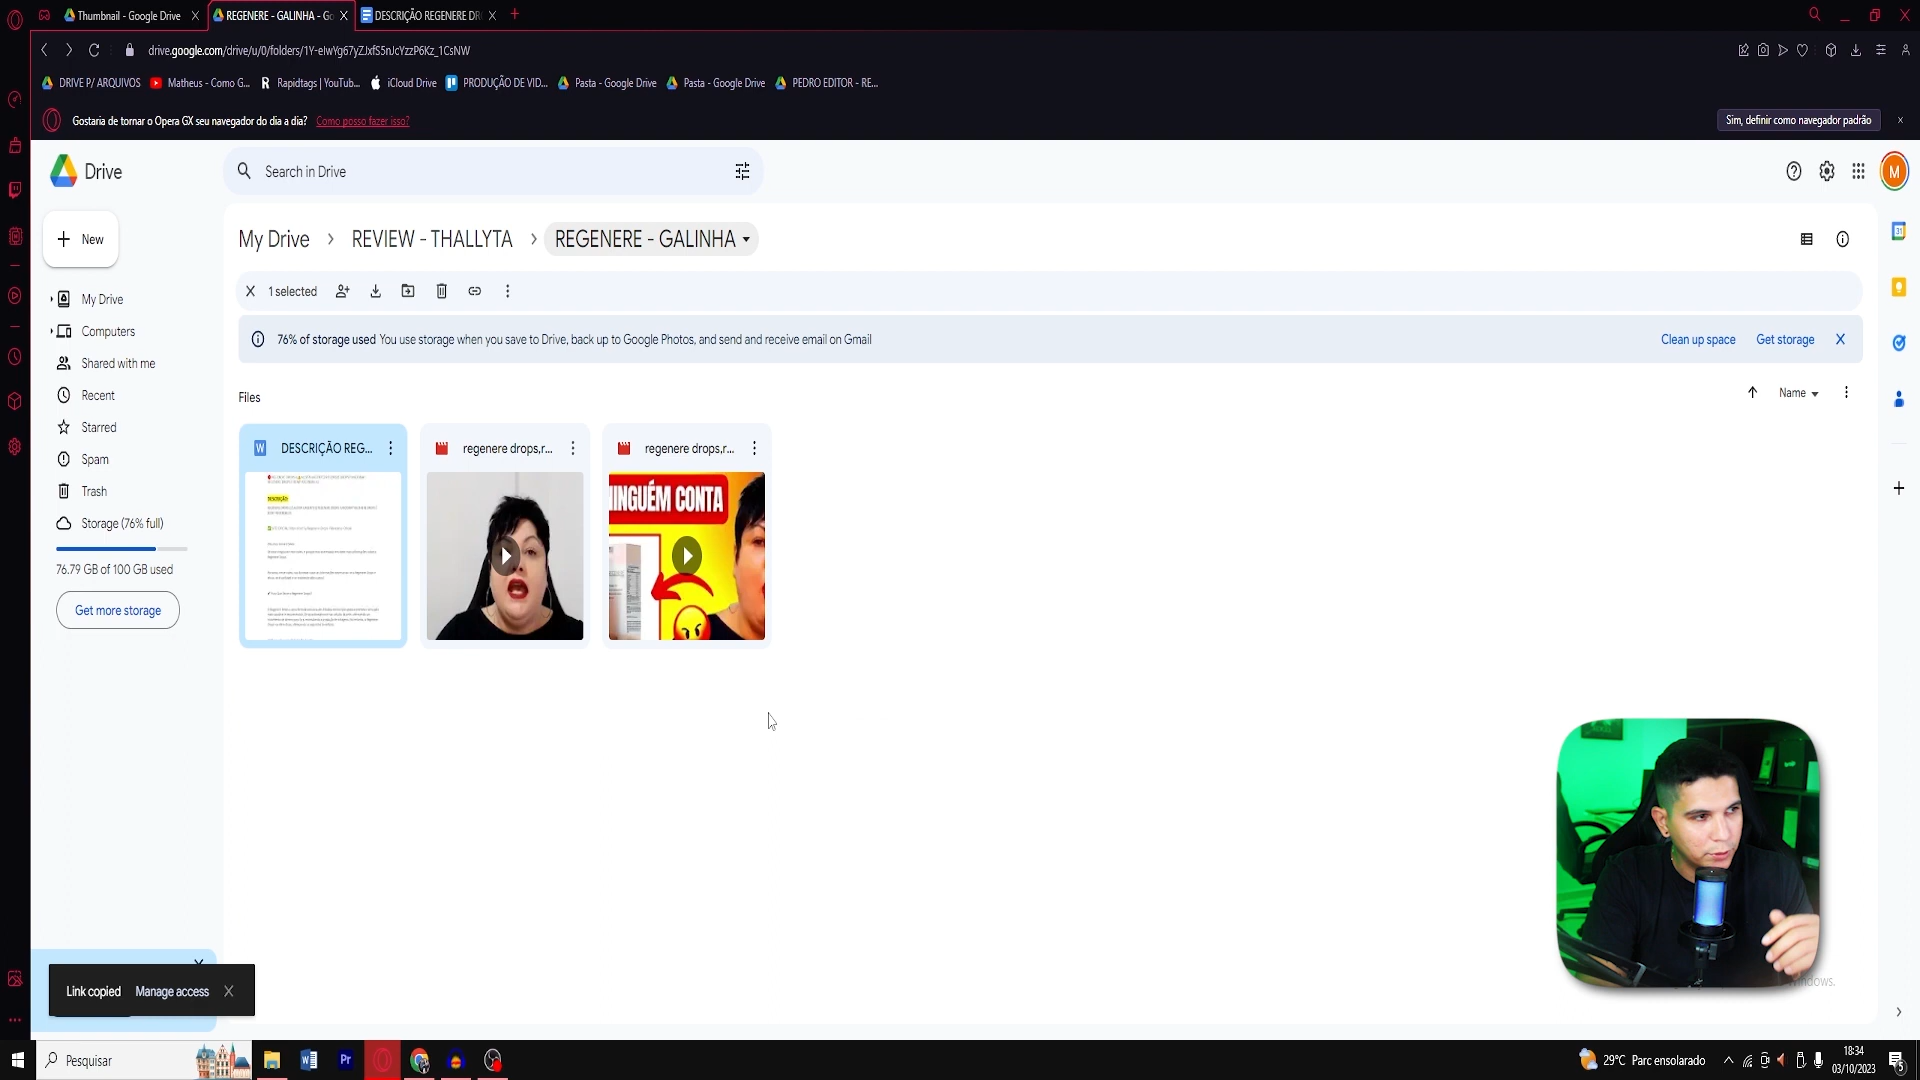 Thumbnail - Google Drive
REGENERE - GALINHA - Go
DESCRIÇÃO REGENERE DR
drive.google.com/drive/u/0/folders/1Y-eIwYg67yZJxfS5nJcYzzP6Kz_1CsNW
DRIVE P/ ARQUIVOS
Matheus - Como G...
Rapidtags | YouTub...
iCloud Drive
PRODUÇÃO DE VID...
Pasta - Google Drive
Pasta - Google Drive
PEDRO EDITOR - RE...
Gostaria de tornar o Opera GX seu navegador do dia a dia? Como posso fazer isso?
Sim, definir como navegador padrão
Drive
Search in Drive
M
New
My Drive
REVIEW - THALLYTA
REGENERE - GALINHA
1 selected
76% of storage used You use storage when you save to Drive, back up to Google Photos, and send and receive email on Gmail
Clean up space
Get storage
My Drive
Computers
Shared with me
Recent
Starred
Spam
Trash
Storage (76% full)
76.79 GB of 100 GB used
Get more storage
Files
Name
DESCRIÇÃO REG...
regenere drops,r...
regenere drops,r...
DESCRIÇÃO
NINGUÉM CONTA
31
Link copied
Manage access
Pesquisar
Pr
29°C Parc ensolarado
18:34
03/10/2023
5